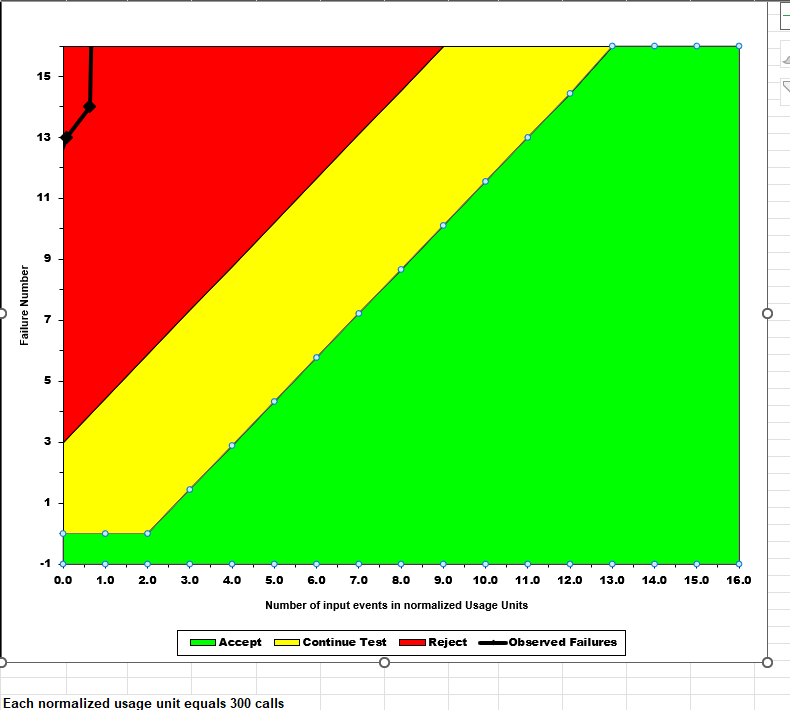 15
13
11
9
7
5
3
1
-1
Failure Number
0.0 1.0 2.0 3.0 4.0 5.0 6.0 7.0 8.0 9.0 10.0 11.0 12.0 13.0 14.0 15.0 16.0
Number of input events in normalized Usage Units
Accept Continue Test Reject Observed Failures
Each normalized usage unit equals 300 calls